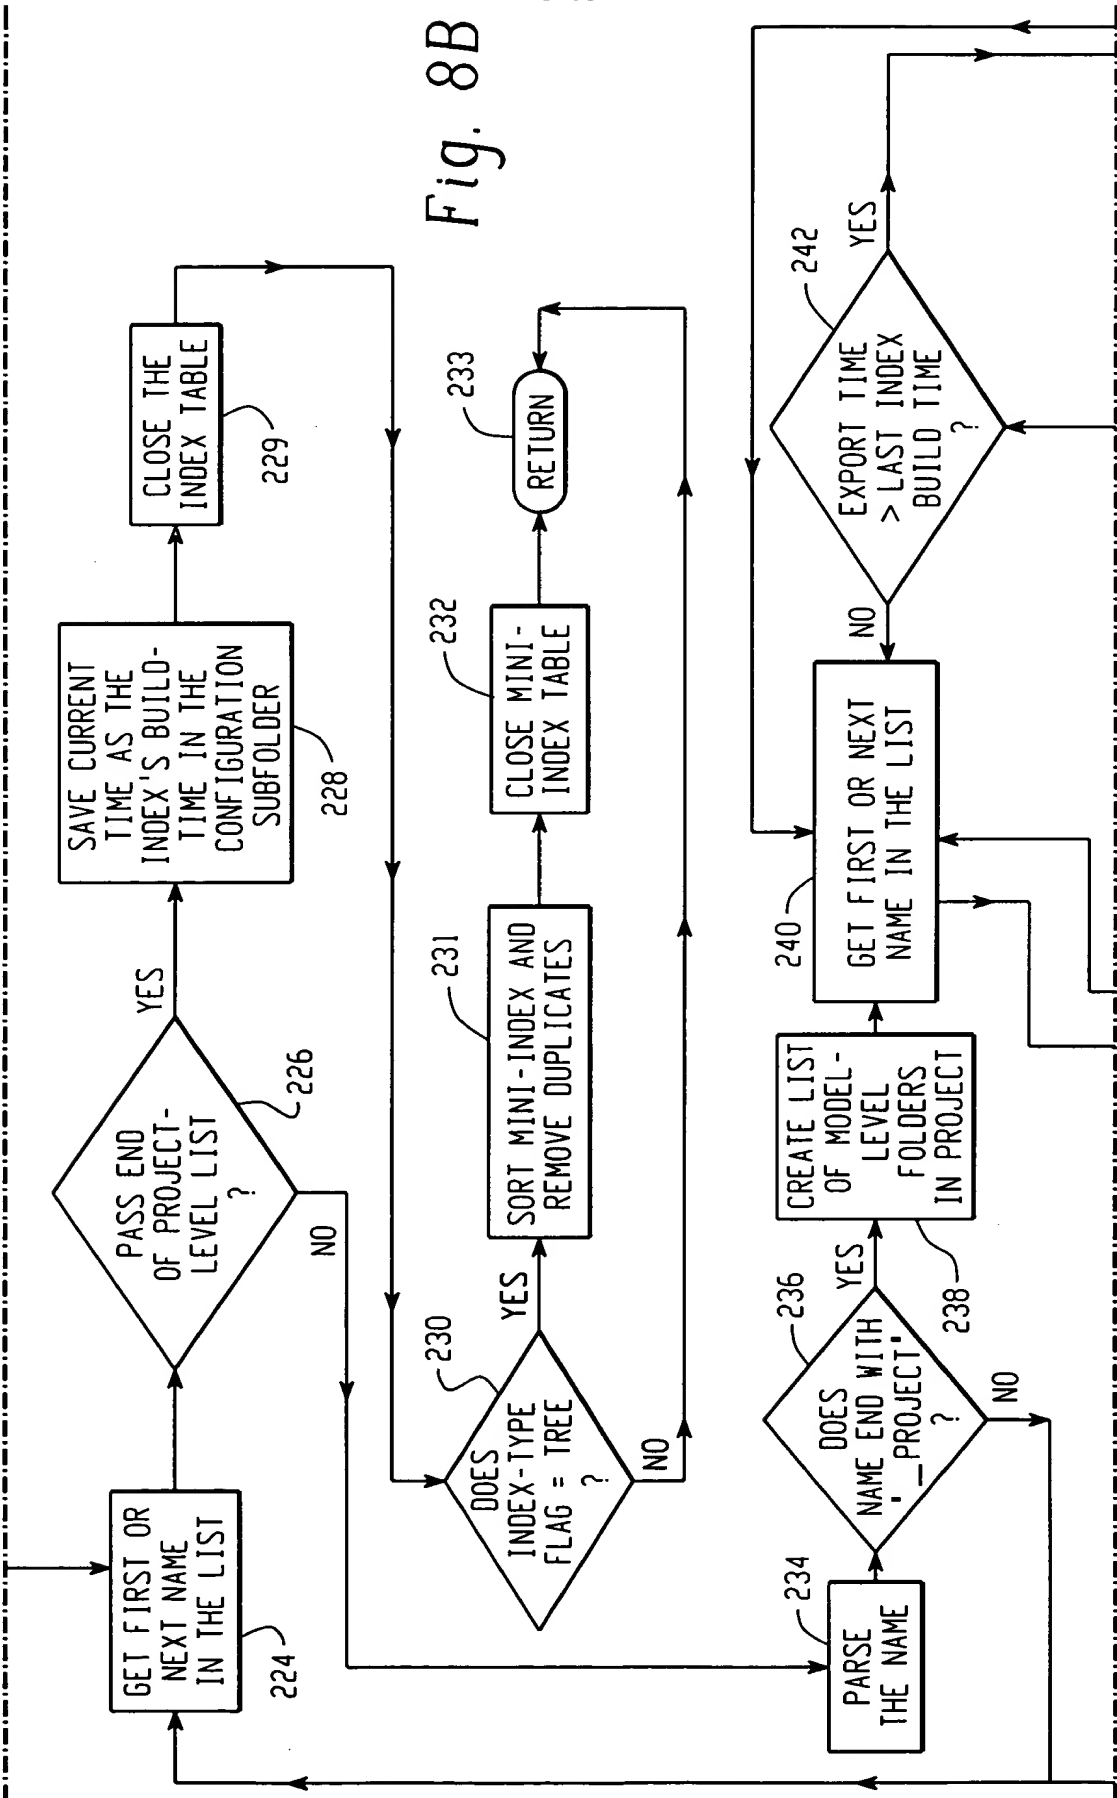 Fig. 8B
GET FIRST OR
NEXT NAME
IN THE LIST
224
PASS END
OF PROJECT-
LEVEL LIST
?
226
YES
NO
SAVE CURRENT
TIME AS THE
INDEX'S BUILD-
TIME IN THE
CONFIGURATION
SUBFOLDER
228
CLOSE THE
INDEX TABLE
229
DOES
INDEX-TYPE
FLAG = TREE
?
230
YES
NO
SORT MINI-INDEX AND
REMOVE DUPLICATES
231
CLOSE MINI-
INDEX TABLE
232
RETURN
233
PARSE
THE NAME
234
DOES
NAME END WITH
"_PROJECT"
?
236
YES
NO
CREATE LIST
OF MODEL-
LEVEL
FOLDERS
IN PROJECT
238
GET FIRST OR NEXT
NAME IN THE LIST
240
NO
EXPORT TIME
> LAST INDEX
BUILD TIME
?
242
YES